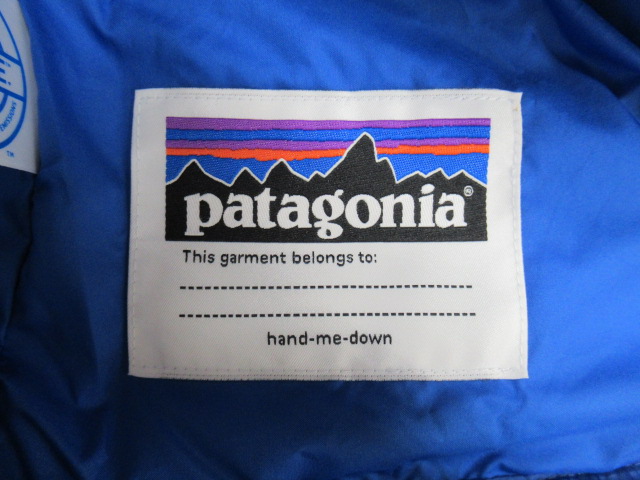 patagonia®
This garment belongs to:
hand-me-down